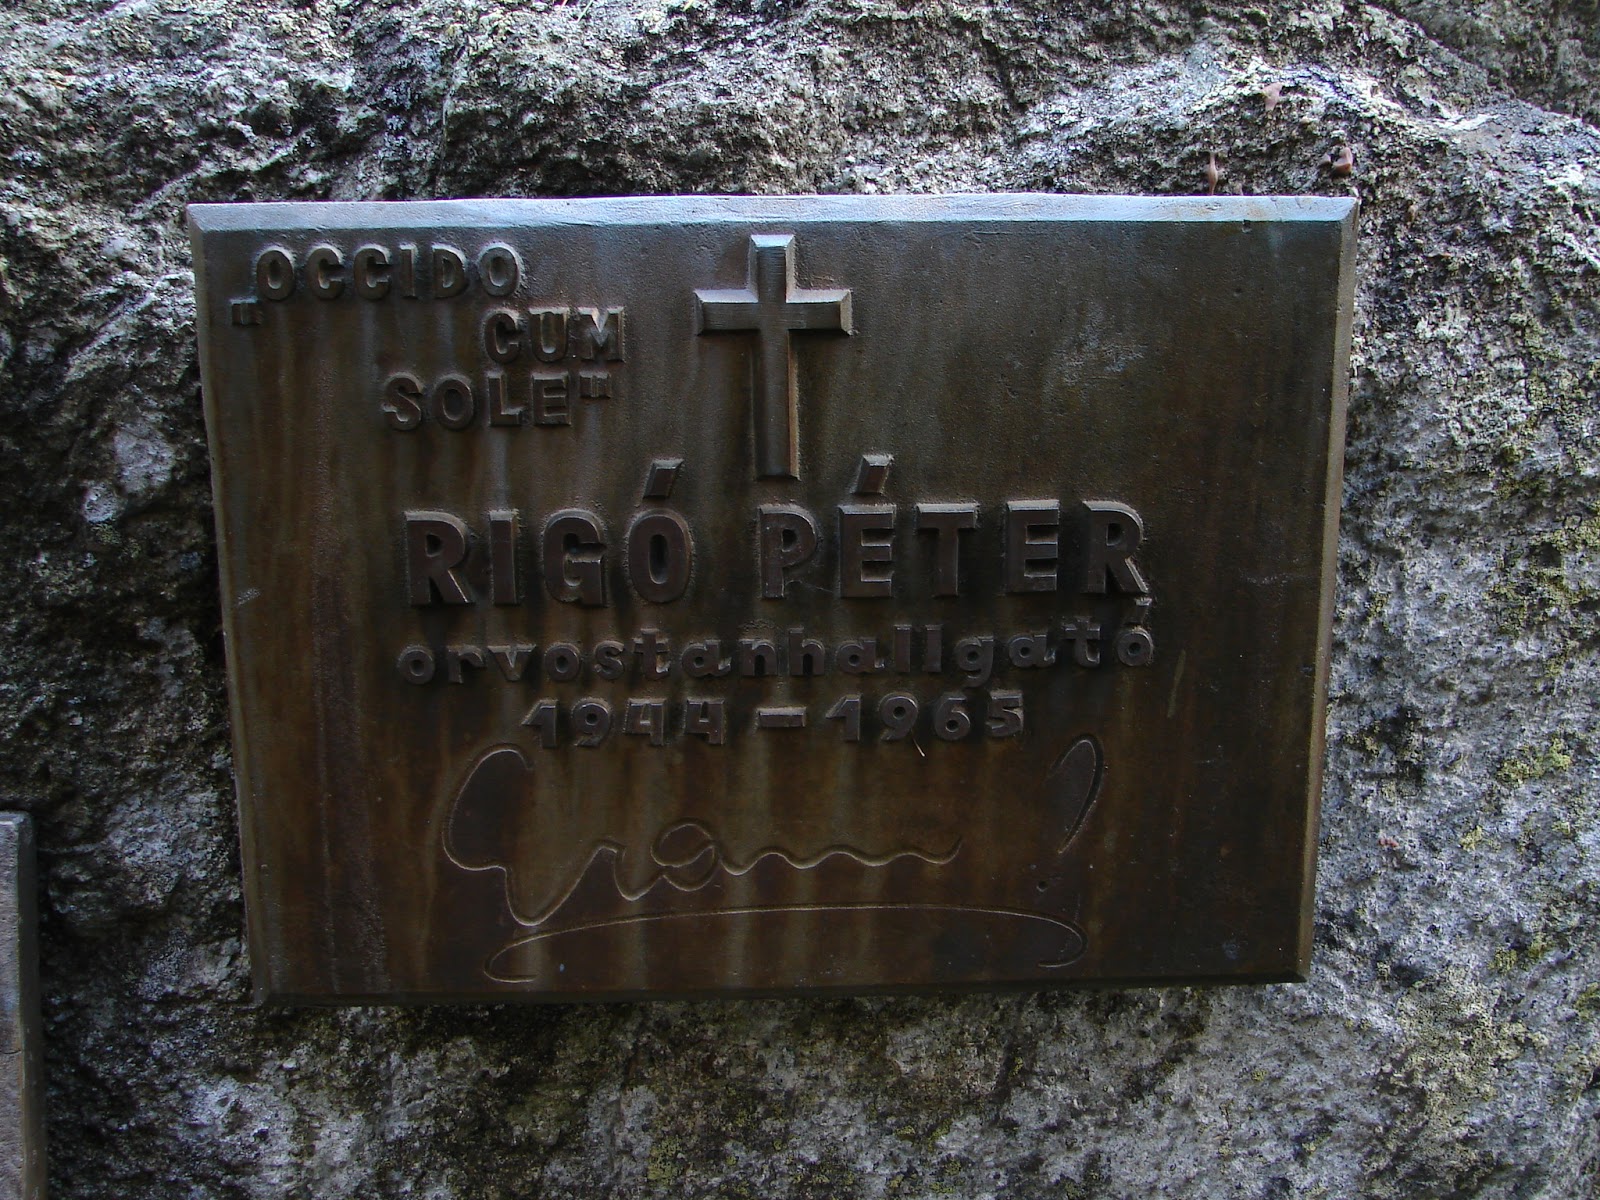 „OCCIDO
CUM
SOLE"
RIGÓ PÉTER
orvostanhallgató
1944 – 1965